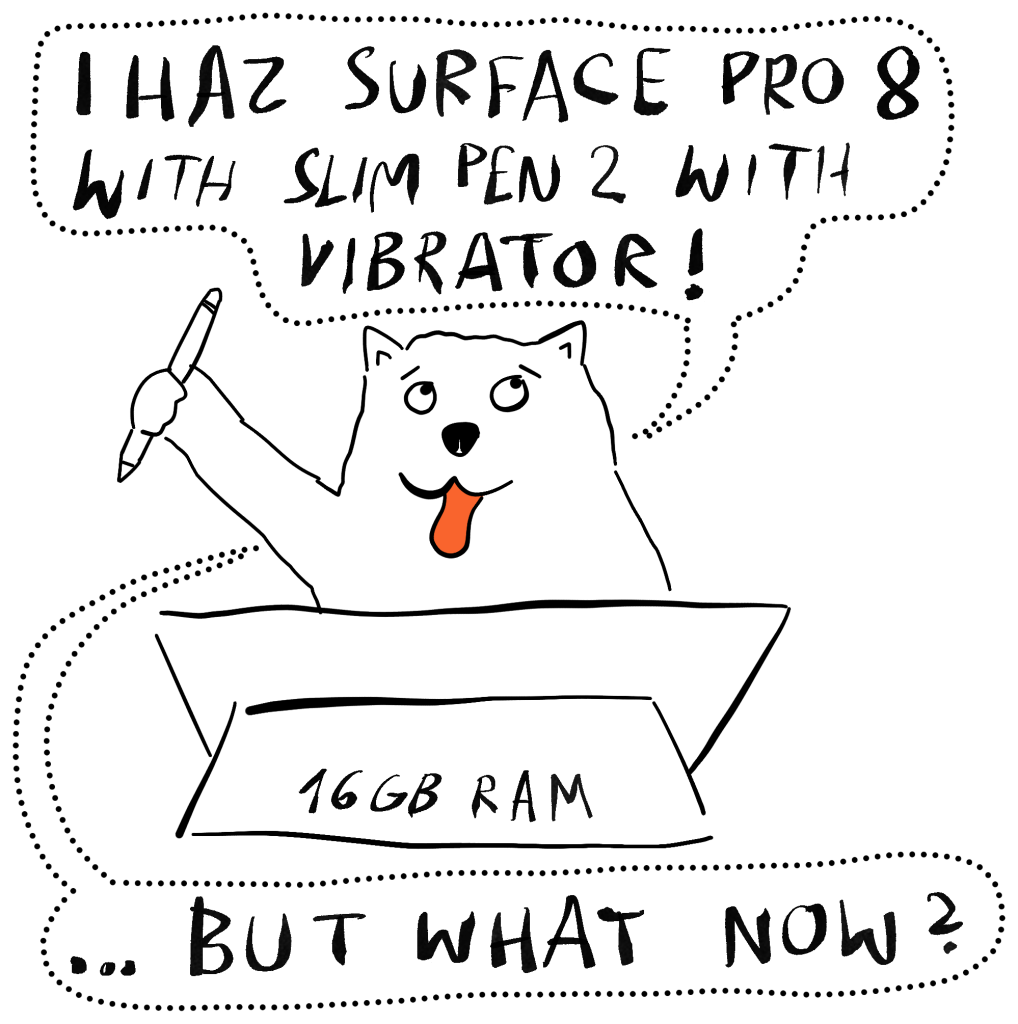 I HAZ SURFACE PRO 8
WITH SLIM PEN 2 WITH
VIBRATOR!
16GB RAM
... BUT WHAT NOW?